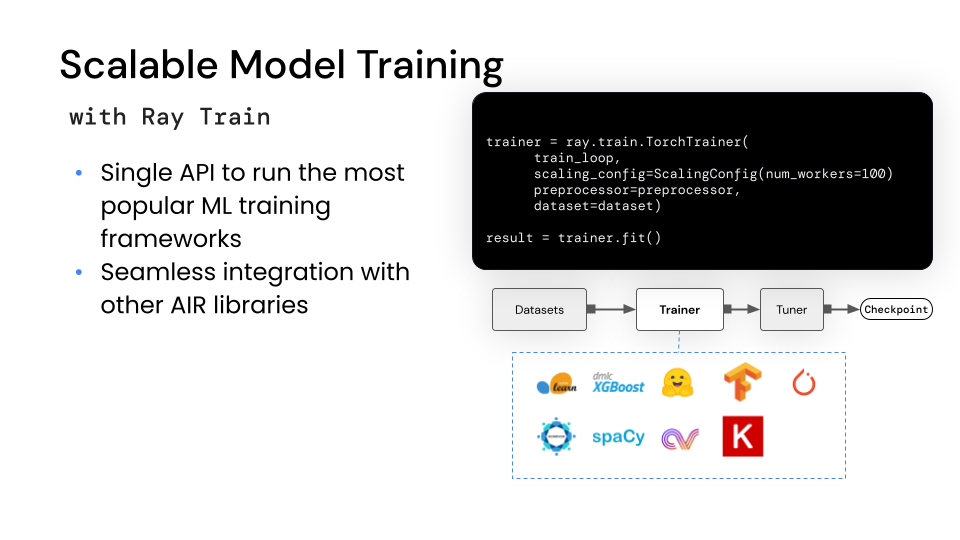 Scalable Model Training
with Ray Train
• Single API to run the most
popular ML training
frameworks
• Seamless integration with
other AIR libraries
trainer = ray.train.TorchTrainer(
train_loop,
scaling_config=ScalingConfig(num_workers=100)
preprocessor=preprocessor,
dataset=dataset)
result = trainer.fit()
Datasets
Trainer
Tuner
Checkpoint
learn
dmlc
XGBoost
spaCy
K